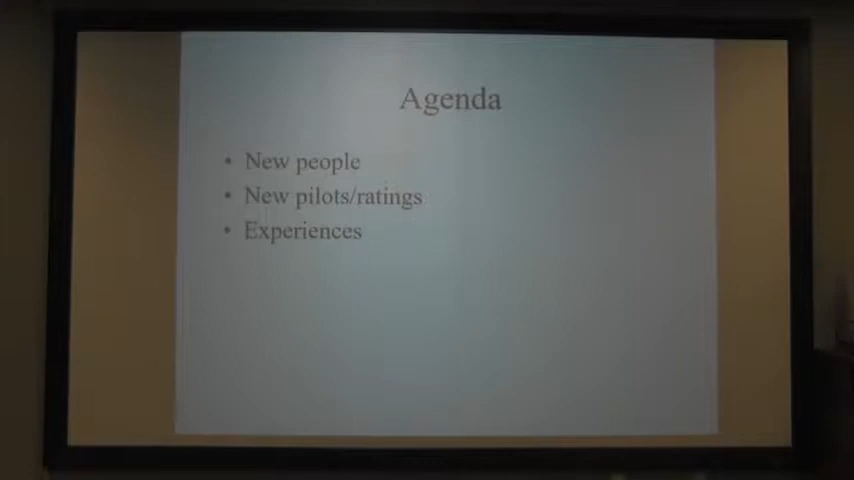 Agenda
• New people
• New pilots/ratings
• Experiences